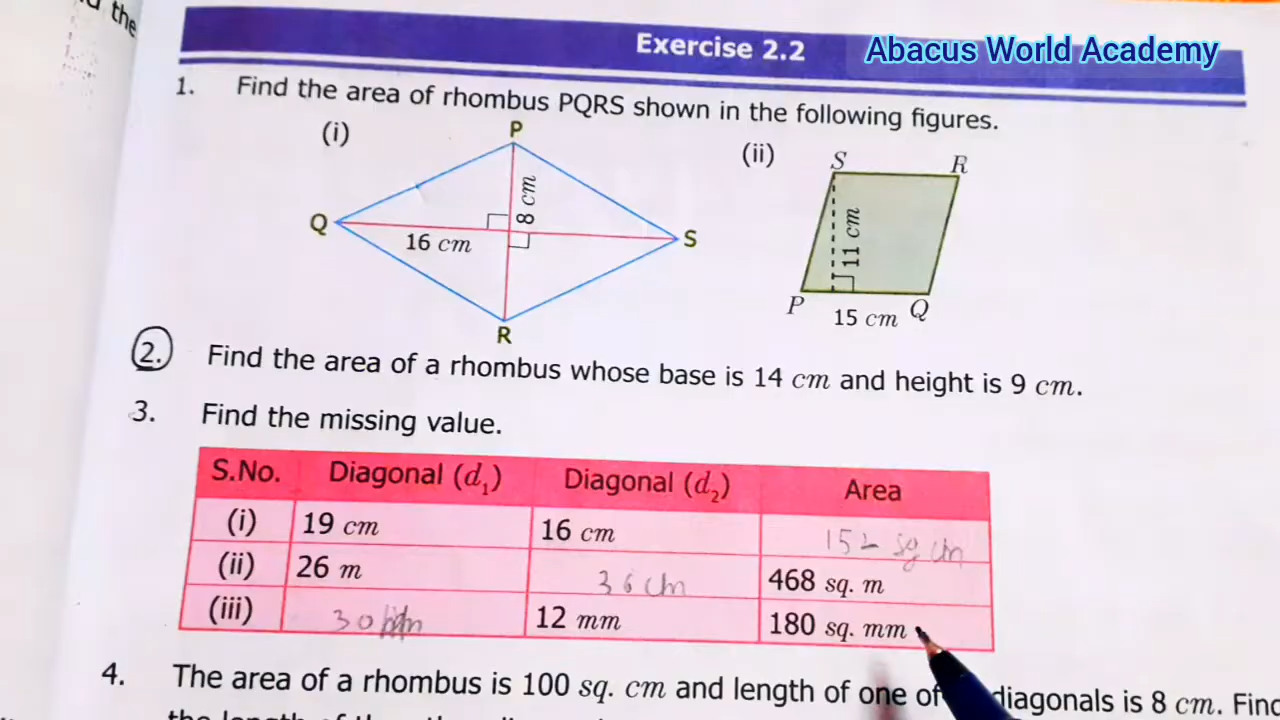 the
Exercise 2.2
Abacus World Academy
1. Find the area of rhombus PQRS shown in the following figures.
(i)
P
8 cm
Q
16 cm
S
R
(ii)
S R
11 cm
P Q
15 cm
2. Find the area of a rhombus whose base is 14 cm and height is 9 cm.
3. Find the missing value.
S.No. Diagonal (d₁) Diagonal (d₂) Area
(i) 19 cm 16 cm 152 sq cm
(ii) 26 m 36 cm 468 sq. m
(iii) 30 12 mm 180 sq. mm
4. The area of a rhombus is 100 sq. cm and length of one of diagonals is 8 cm. Find